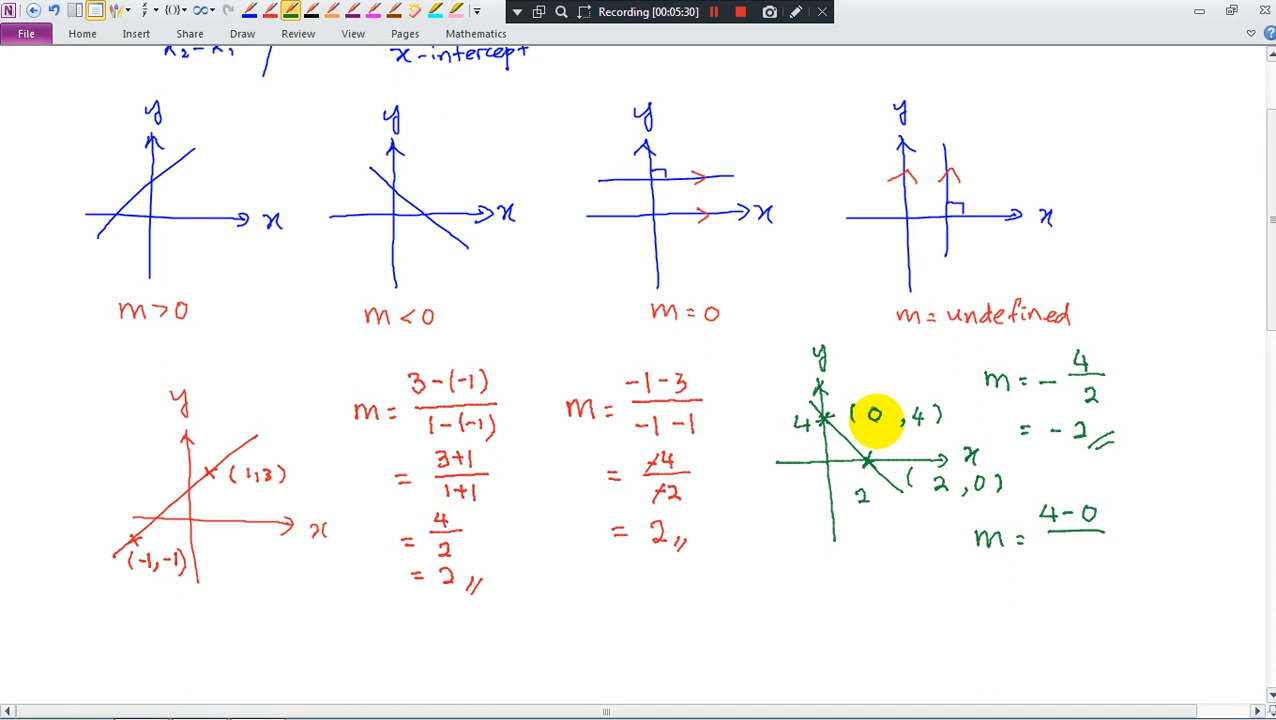 Recording [00:05:30]
File Home Insert Share Draw Review View Pages Mathematics
x₂ - x₁ x-intercept
y y y y
x x x x
m > 0 m < 0 m = 0 m = undefined
y
(1,3)
x
(-1,-1)
m = 3-(-1) / 1-(-1)
= 3+1 / 1+1
= 4 / 2
= 2 //
m = -1-3 / -1-1
= -4 / -2
= 2 //
y
4 (0,4)
x
2 (2,0)
m = - 4 / 2
= -2 //
m = 4-0